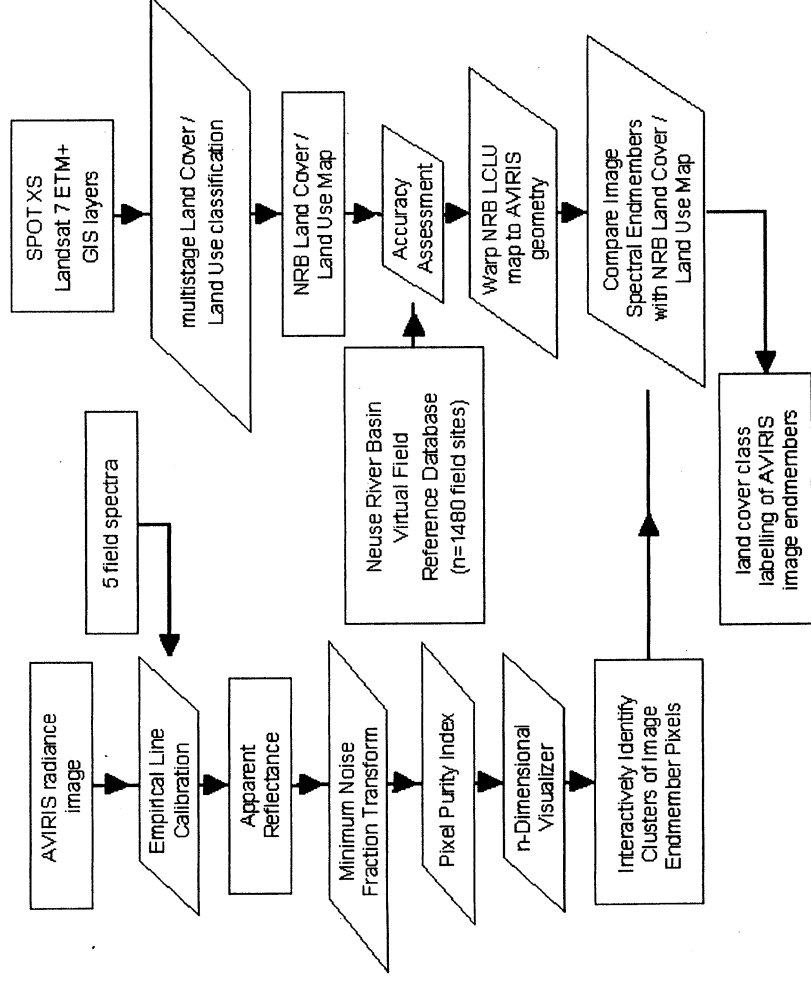 AVIRIS radiance
image
5 field spectra
Empirical Line
Calibration
Apparent
Reflectance
Minimum Noise
Fraction Transform
Pixel Purity Index
n-Dimensional
Visualizer
Interactively Identify
Clusters of Image
Endmember Pixels
SPOT XS
Landsat 7 ETM+
GIS layers
multistage Land Cover /
Land Use classification
NRB Land Cover /
Land Use Map
Neuse River Basin
Virtual Field
Reference Database
(n=1480 field sites)
Accuracy
Assessment
Warp NRB LCLU
map to AVIRIS
geometry
Compare Image
Spectral Endmembers
with NRB Land Cover /
Land Use Map
land cover class
labelling of AVIRIS
image endmembers